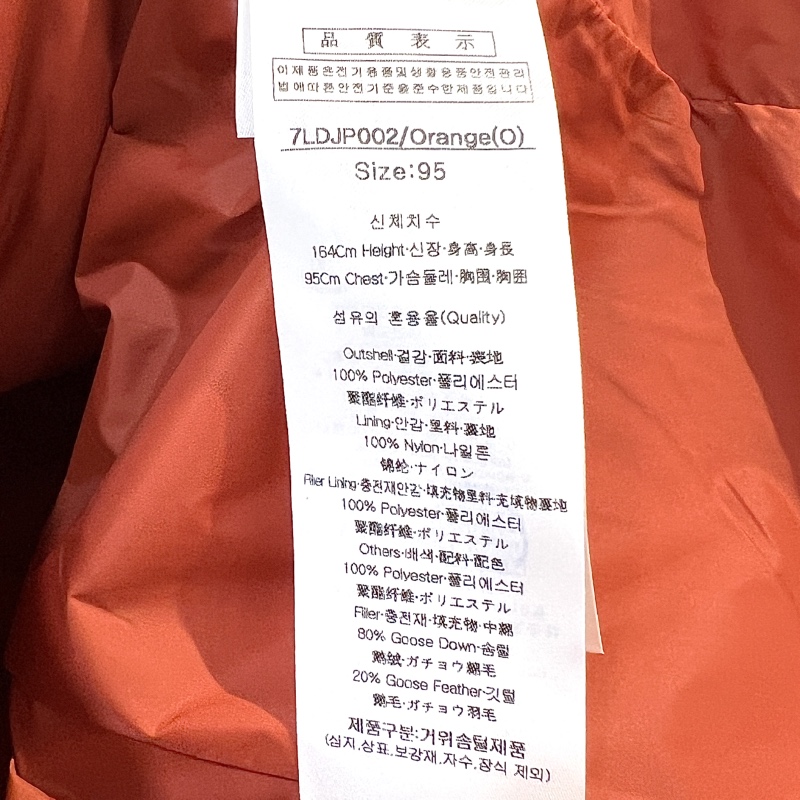 品質表示
이제품은전기용품및생활용품안전관리
법에따른안전기준을준수한제품입니다
7LDJP002/Orange(O)
Size:95
신체치수
164Cm Height·신장·身高·身長
95Cm Chest·가슴둘레·胸围·胸囲
섬유의 혼용율(Quality)
Outshell·겉감·面料·裏地
100% Polyester·폴리에스터
聚酯纤维·ポリエステル
Lining·안감·里料·裏地
100% Nylon·나일론
锦纶·ナイロン
Filler Lining·충전재안감·填充物里料·充填物裏地
100% Polyester·폴리에스터
聚酯纤维·ポリエステル
Others·배색·配料·配色
100% Polyester·폴리에스터
聚酯纤维·ポリエステル
Filler·충전재·填充物·中綿
80% Goose Down·솜털
鹅绒·ガチョウ綿毛
20% Goose Feather·깃털
鹅毛·ガチョウ羽毛
제품구분:거위솜털제품
(심지,상표,보강재,자수,장식 제외)